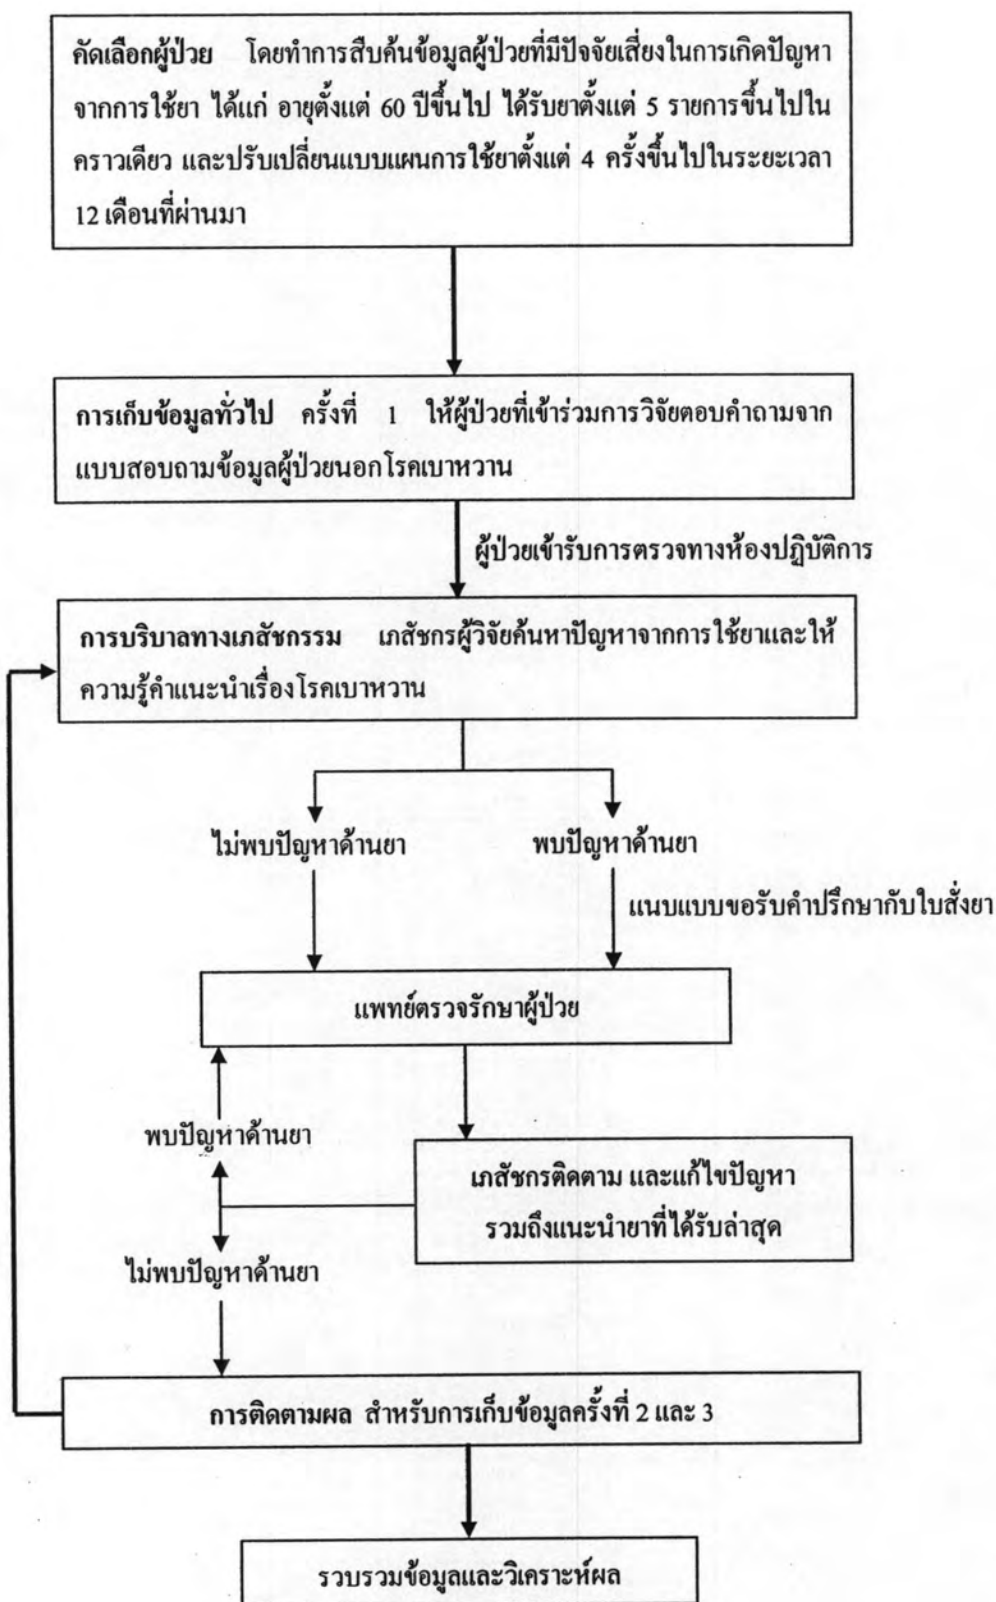 คัดเลือกผู้ป่วย โดยทำการสืบค้นข้อมูลผู้ป่วยที่มีปัจจัยเสี่ยงในการเกิดปัญหา
จากการใช้ยา ได้แก่ อายุตั้งแต่ 60 ปีขึ้นไป ได้รับยาตั้งแต่ 5 รายการขึ้นไปใน
คราวเดียว และปรับเปลี่ยนแบบแผนการใช้ยาตั้งแต่ 4 ครั้งขึ้นไปในระยะเวลา
12 เดือนที่ผ่านมา
การเก็บข้อมูลทั่วไป ครั้งที่ 1 ให้ผู้ป่วยที่เข้าร่วมการวิจัยตอบคำถามจาก
แบบสอบถามข้อมูลผู้ป่วยนอกโรคเบาหวาน
ผู้ป่วยเข้ารับการตรวจทางห้องปฏิบัติการ
การบริบาลทางเภสัชกรรม เภสัชกรผู้วิจัยค้นหาปัญหาจากการใช้ยาและให้
ความรู้คำแนะนำเรื่องโรคเบาหวาน
ไม่พบปัญหาด้านยา
พบปัญหาด้านยา
แนบแบบขอรับคำปรึกษากับใบสั่งยา
แพทย์ตรวจรักษาผู้ป่วย
พบปัญหาด้านยา
เภสัชกรติดตาม และแก้ไขปัญหา
รวมถึงแนะนำยาที่ได้รับล่าสุด
ไม่พบปัญหาด้านยา
การติดตามผล สำหรับการเก็บข้อมูลครั้งที่ 2 และ 3
รวบรวมข้อมูลและวิเคราะห์ผล